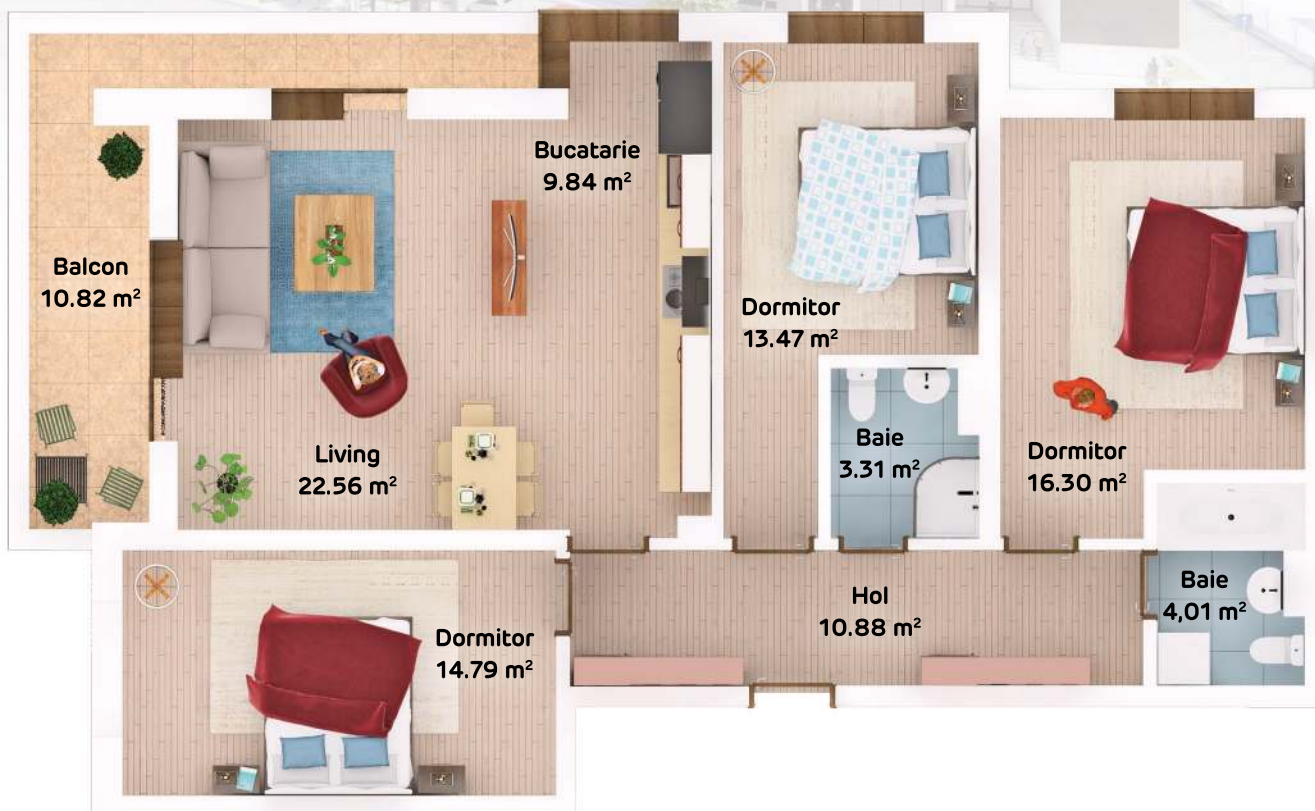 Bucatarie
9.84 m²
Balcon
10.82 m²
Dormitor
13.47 m²
Living
22.56 m²
Baie
3.31 m²
Dormitor
16.30 m²
Dormitor
14.79 m²
Hol
10.88 m²
Baie
4,01 m²